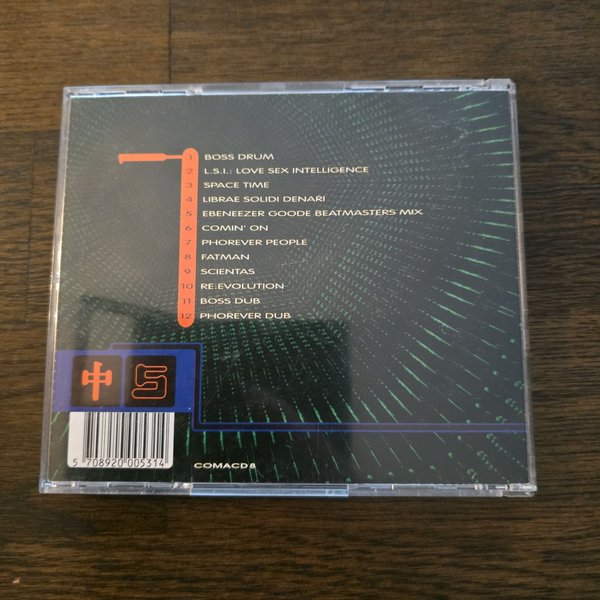 1 BOSS DRUM
2 L.S.I.: LOVE SEX INTELLIGENCE
3 SPACE TIME
4 LIBRAE SOLIDI DENARI
5 EBENEEZER GOODE BEATMASTERS MIX
6 COMIN' ON
7 PHOREVER PEOPLE
8 FATMAN
9 SCIENTAS
10 RE:EVOLUTION
11 BOSS DUB
12 PHOREVER DUB
5 708920 005314
COMACD8